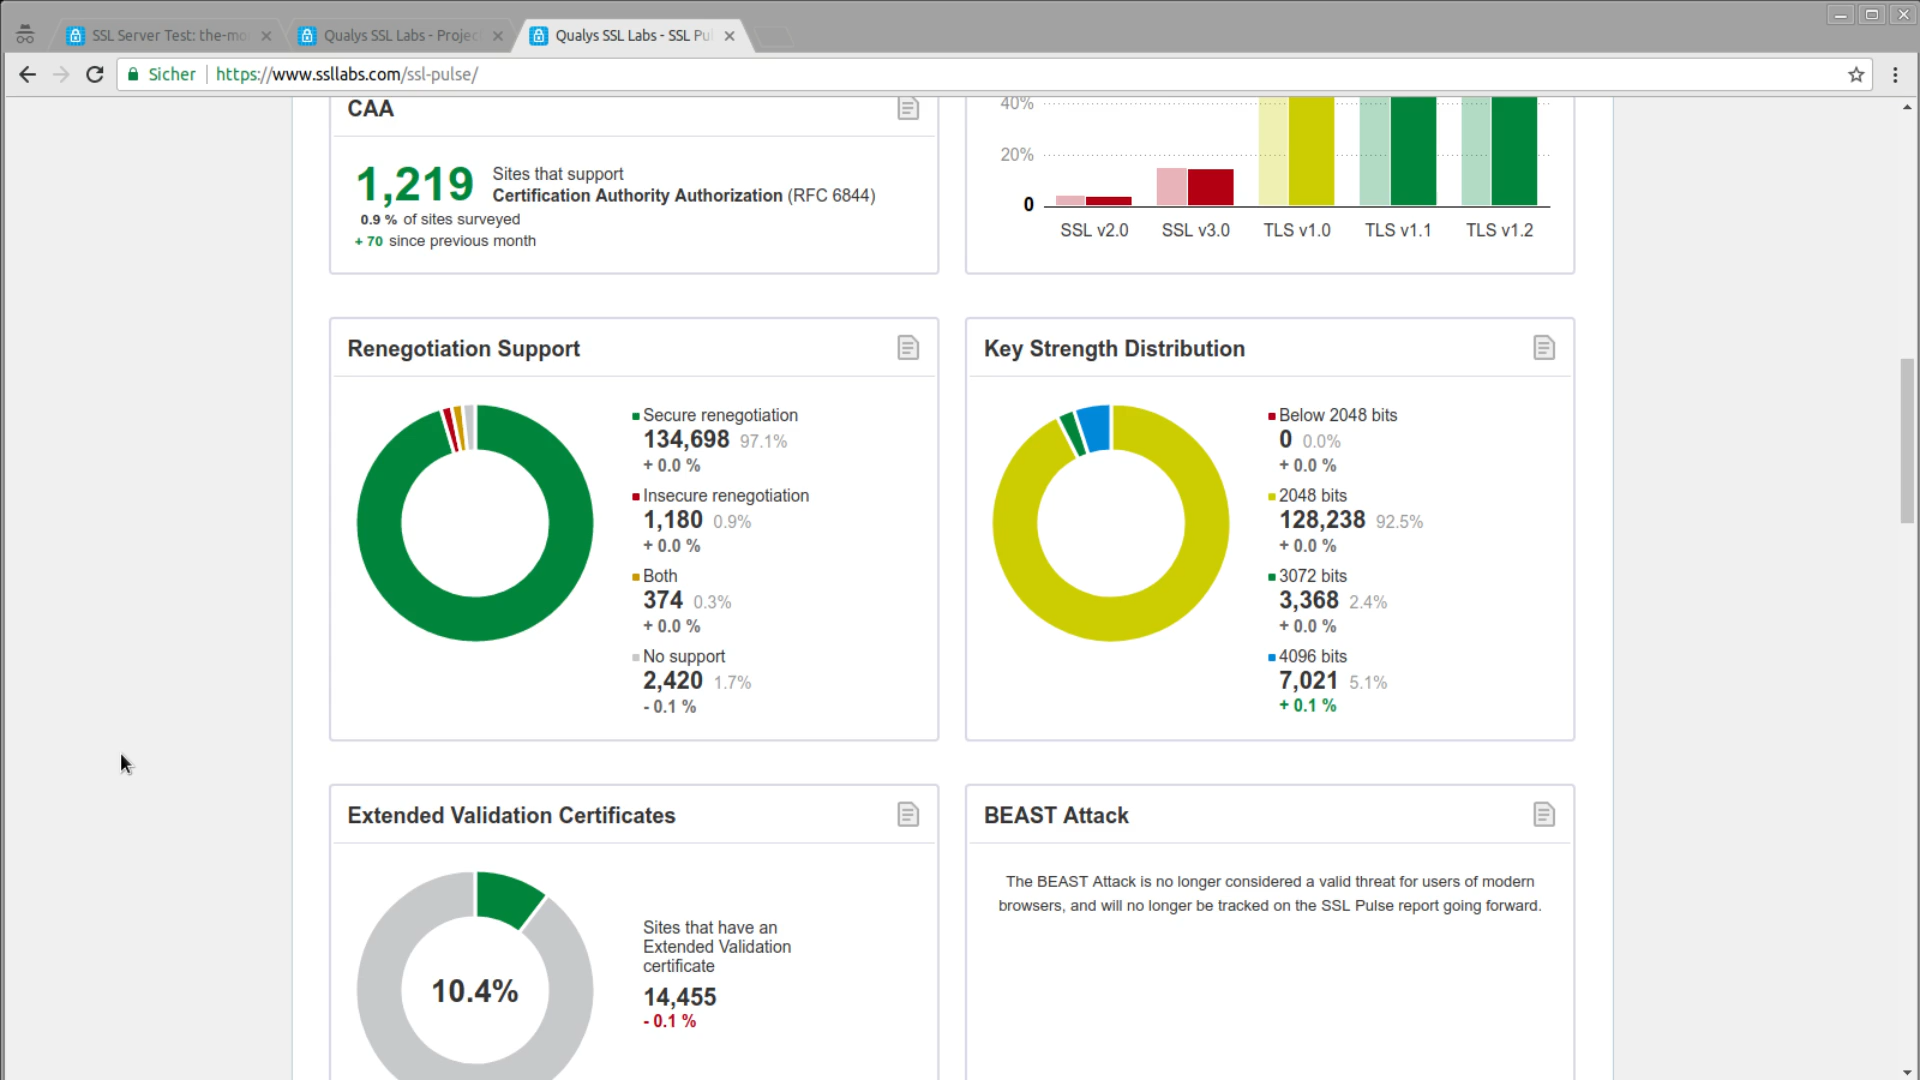 SSL Server Test: the-mo
Qualys SSL Labs - Projec
Qualys SSL Labs - SSL Pul
Sicher https://www.ssllabs.com/ssl-pulse/
CAA
1,219
Sites that support
Certification Authority Authorization (RFC 6844)
0.9 % of sites surveyed
+ 70 since previous month
40%
20%
0
SSL v2.0 SSL v3.0 TLS v1.0 TLS v1.1 TLS v1.2
Renegotiation Support
Secure renegotiation
134,698 97.1%
+ 0.0 %
Insecure renegotiation
1,180 0.9%
+ 0.0 %
Both
374 0.3%
+ 0.0 %
No support
2,420 1.7%
- 0.1 %
Key Strength Distribution
Below 2048 bits
0 0.0%
+ 0.0 %
2048 bits
128,238 92.5%
+ 0.0 %
3072 bits
3,368 2.4%
+ 0.0 %
4096 bits
7,021 5.1%
+ 0.1 %
Extended Validation Certificates
10.4%
Sites that have an
Extended Validation
certificate
14,455
- 0.1 %
BEAST Attack
The BEAST Attack is no longer considered a valid threat for users of modern
browsers, and will no longer be tracked on the SSL Pulse report going forward.